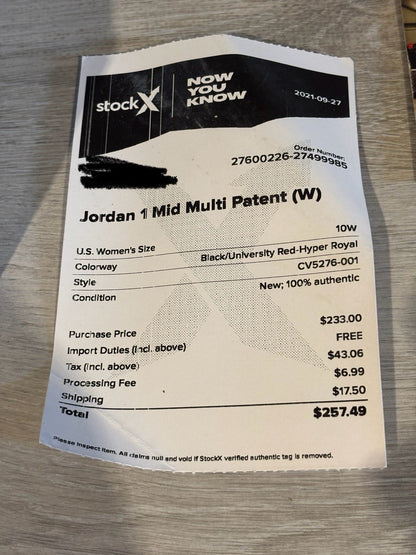 stockX
NOW
YOU
KNOW
2021-09-27
Order Number:
27600226-27499985
Jordan 1 Mid Multi Patent (W)
U.S. Women's Size 10W
Colorway Black/University Red-Hyper Royal
Style CV5276-001
Condition New; 100% authentic
Purchase Price $233.00
Import Duties (incl. above) FREE
Tax (incl. above) $43.06
Processing Fee $6.99
Shipping $17.50
Total $257.49
Please inspect item. All claims null and void if StockX verified authentic tag is removed.